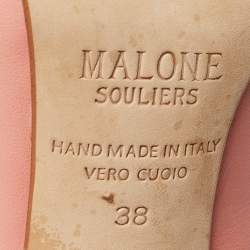 MALONE
SOULIERS
HAND MADE IN ITALY
VERO CUOIO
38